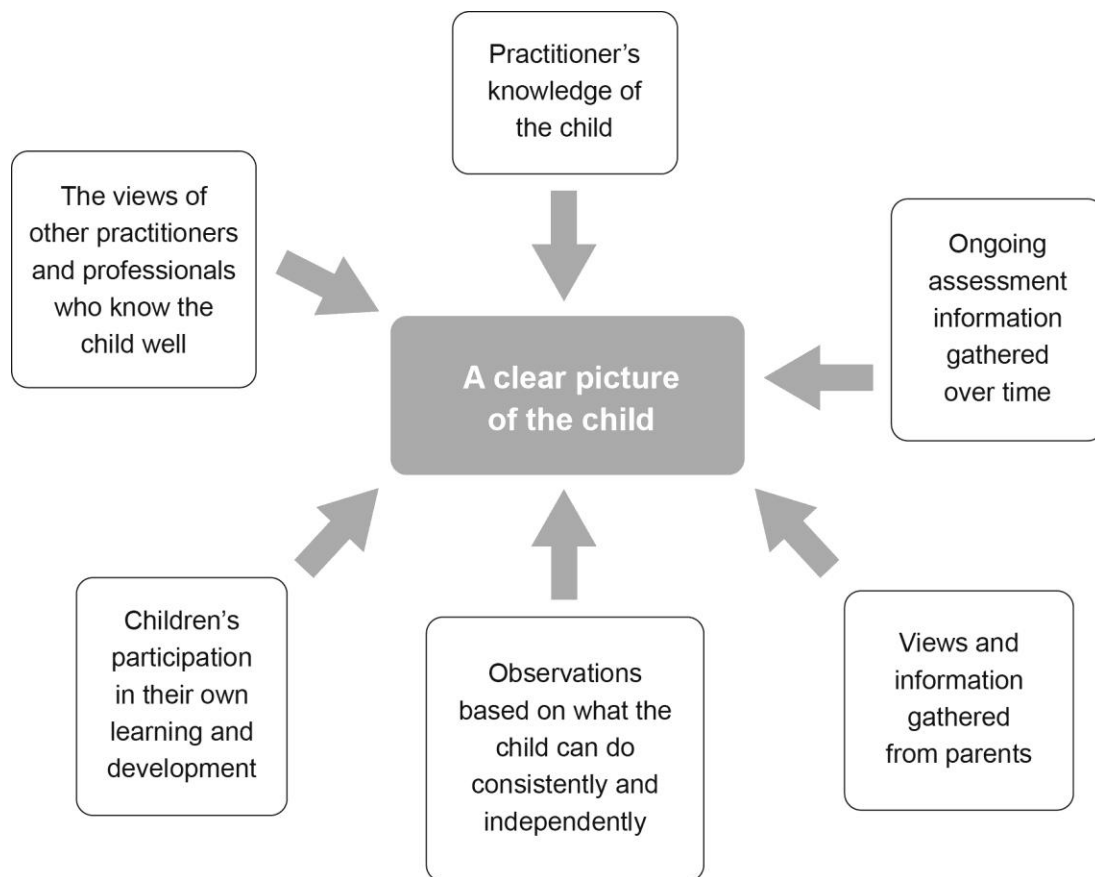 Practitioner’s
knowledge of
the child
The views of
other practitioners
and professionals
who know the
child well
Ongoing
assessment
information
gathered
over time
A clear picture
of the child
Children’s
participation
in their own
learning and
development
Observations
based on what the
child can do
consistently and
independently
Views and
information
gathered
from parents